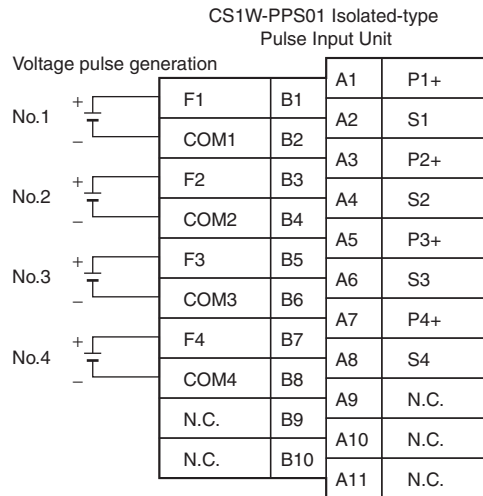 CS1W-PPS01 Isolated-type
Pulse Input Unit
Voltage pulse generation
A1 P1+
F1 B1
No.1 + −
A2 S1
COM1 B2
A3 P2+
F2 B3
No.2 + −
A4 S2
COM2 B4
A5 P3+
F3 B5
No.3 + −
A6 S3
COM3 B6
A7 P4+
F4 B7
No.4 + −
A8 S4
COM4 B8
A9 N.C.
N.C. B9
A10 N.C.
N.C. B10
A11 N.C.